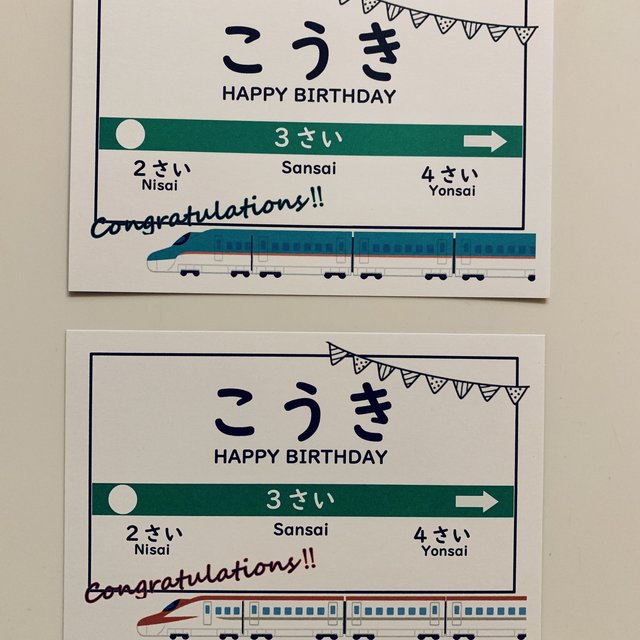 こうき
HAPPY BIRTHDAY
3さい
2さい Sansai 4さい
Nisai Yonsai
Congratulations!!
こうき
HAPPY BIRTHDAY
3さい
2さい Sansai 4さい
Nisai Yonsai
Congratulations!!